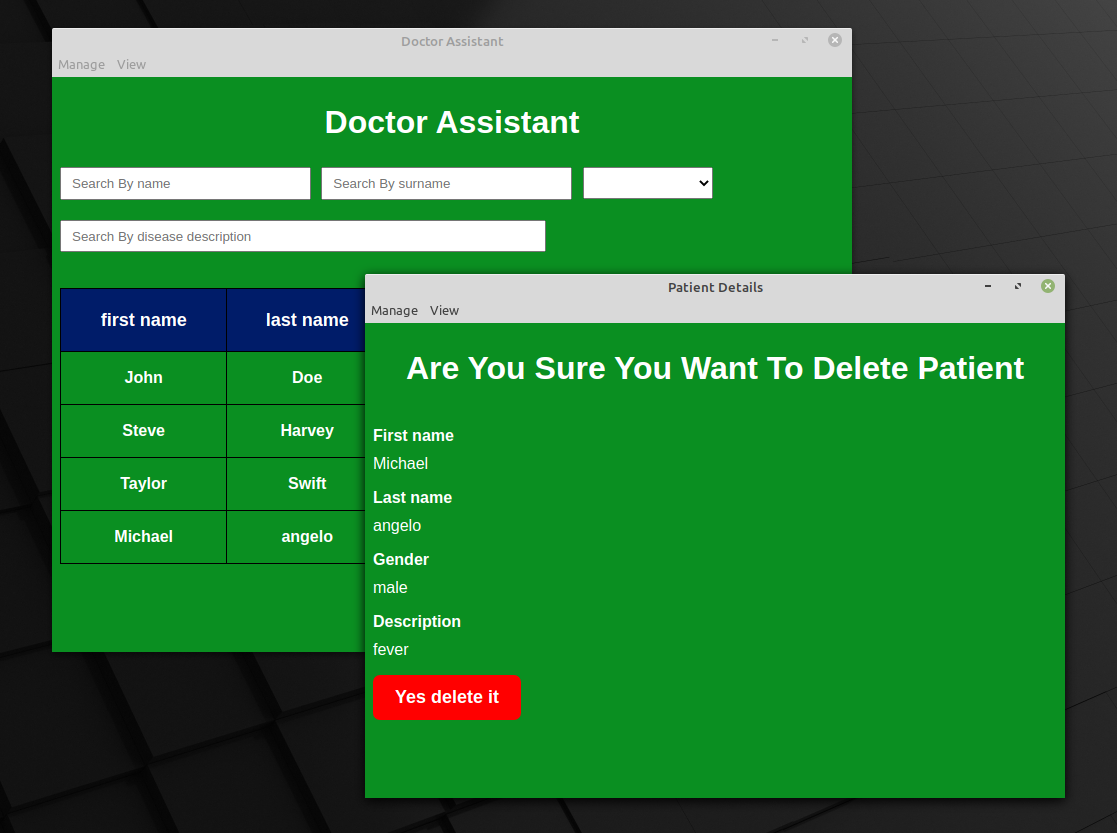 Doctor Assistant
Manage View
Doctor Assistant
Search By name Search By surname
Search By disease description
first name last name
John Doe
Steve Harvey
Taylor Swift
Michael angelo
Patient Details
Manage View
Are You Sure You Want To Delete Patient
First name
Michael
Last name
angelo
Gender
male
Description
fever
Yes delete it